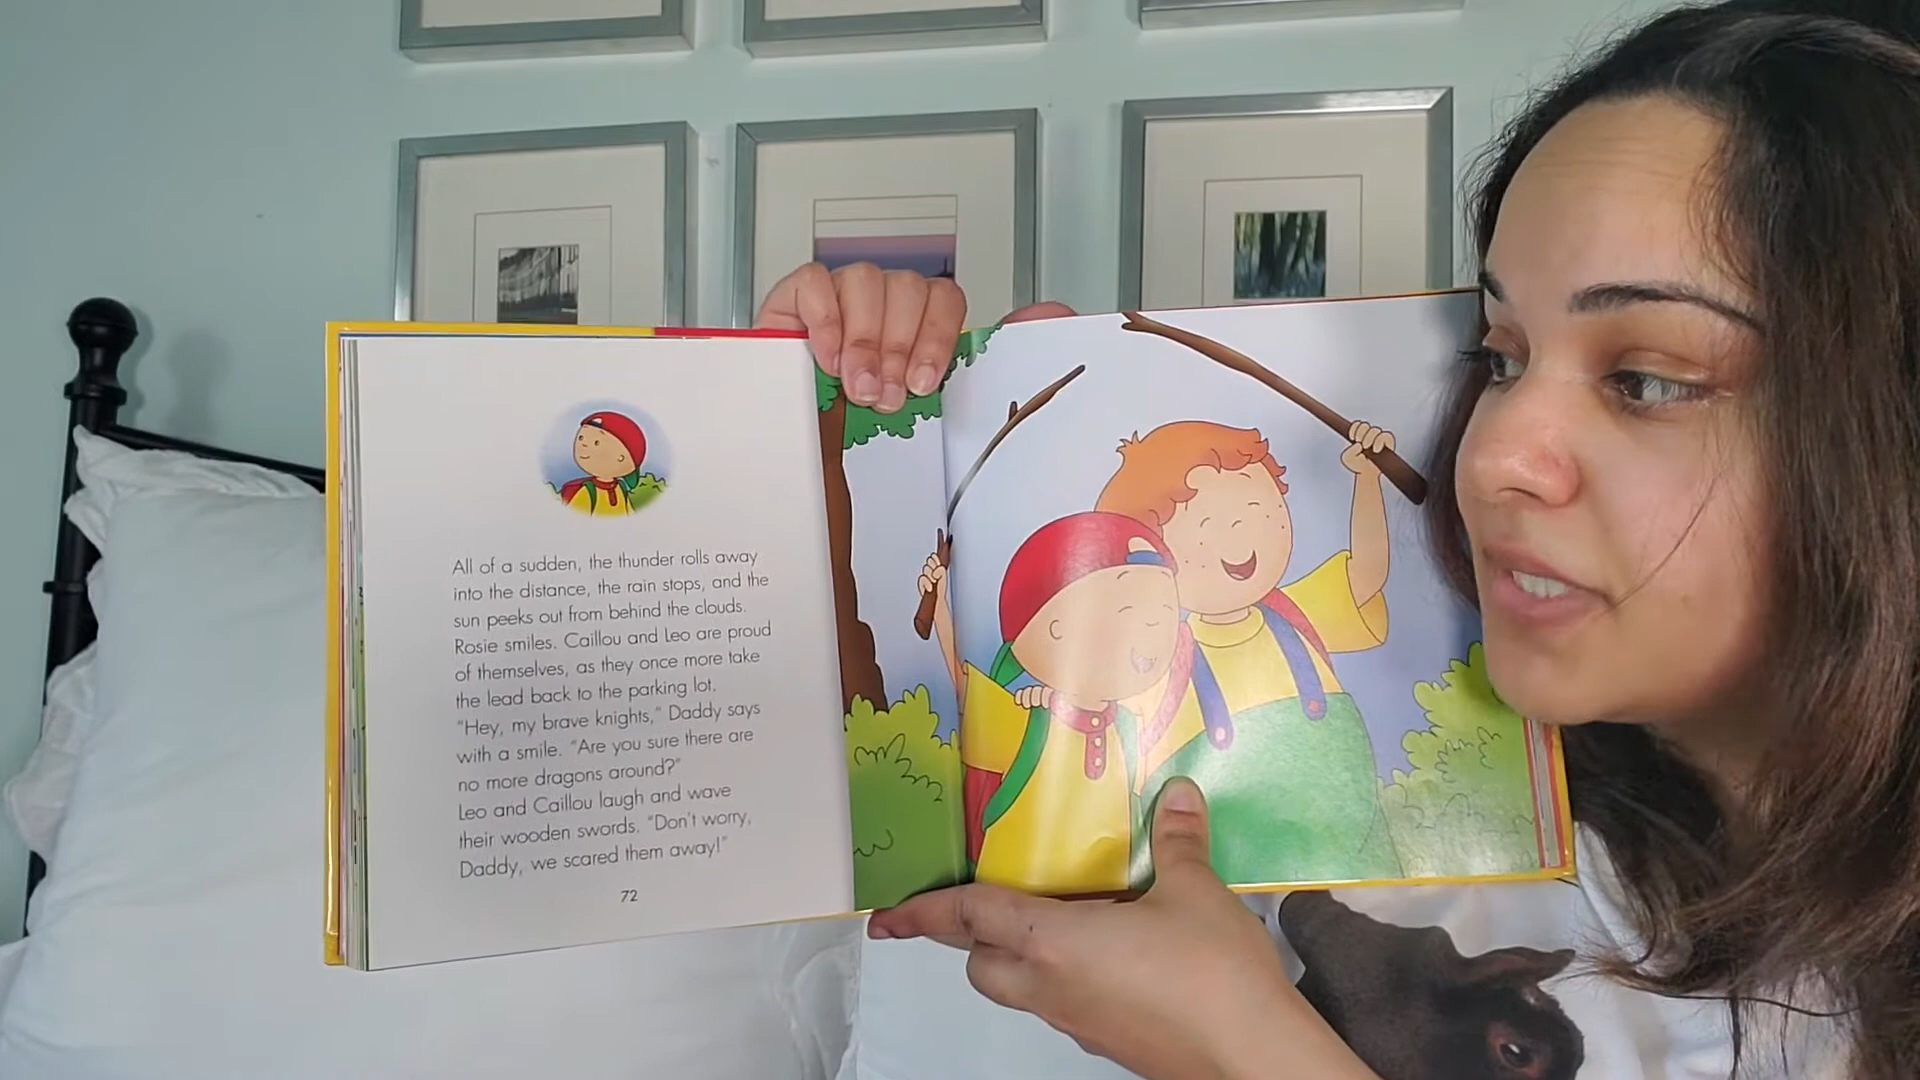 All of a sudden, the thunder rolls away
into the distance, the rain stops, and the
sun peeks out from behind the clouds.
Rosie smiles. Caillou and Leo are proud
of themselves, as they once more take
the lead back to the parking lot.
“Hey, my brave knights,” Daddy says
with a smile. “Are you sure there are
no more dragons around?”
Leo and Caillou laugh and wave
their wooden swords. “Don't worry,
Daddy, we scared them away!”
72